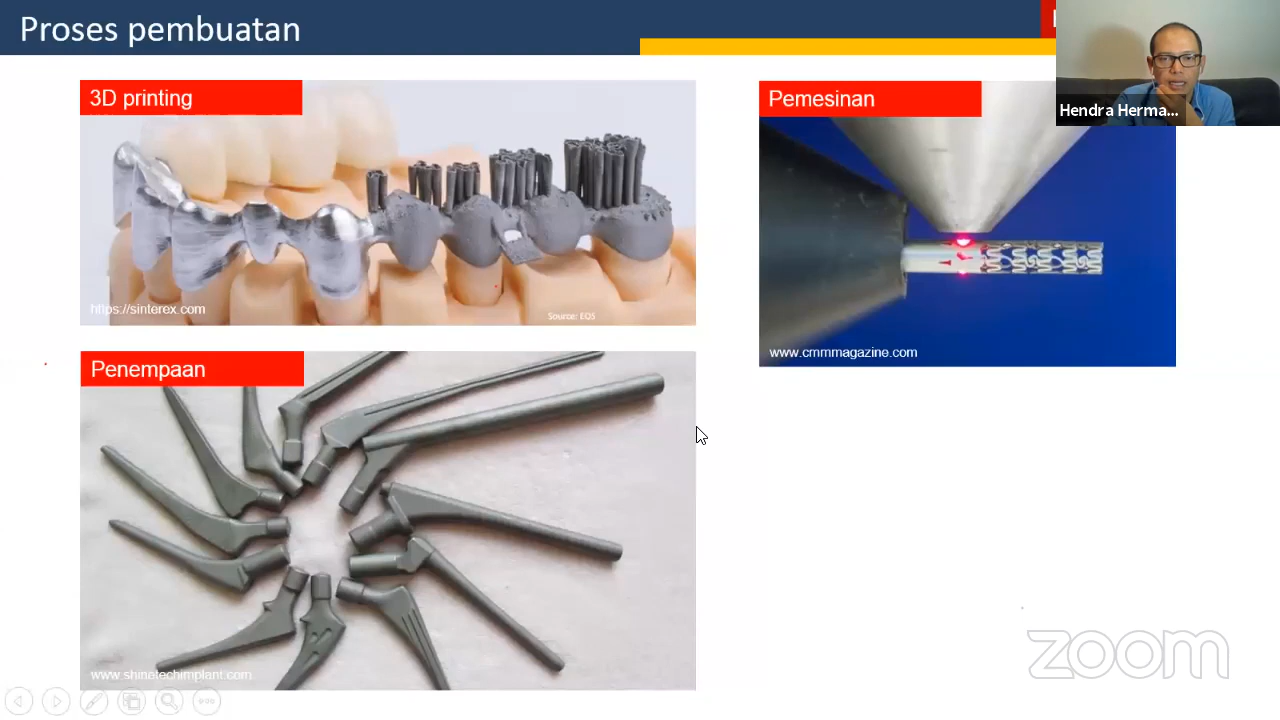 Proses pembuatan
3D printing
https://sinterex.com
Source: EOS
Pemesinan
www.cmmmagazine.com
Hendra Herma...
Penempaan
www.shinetechimplant.com
zoom